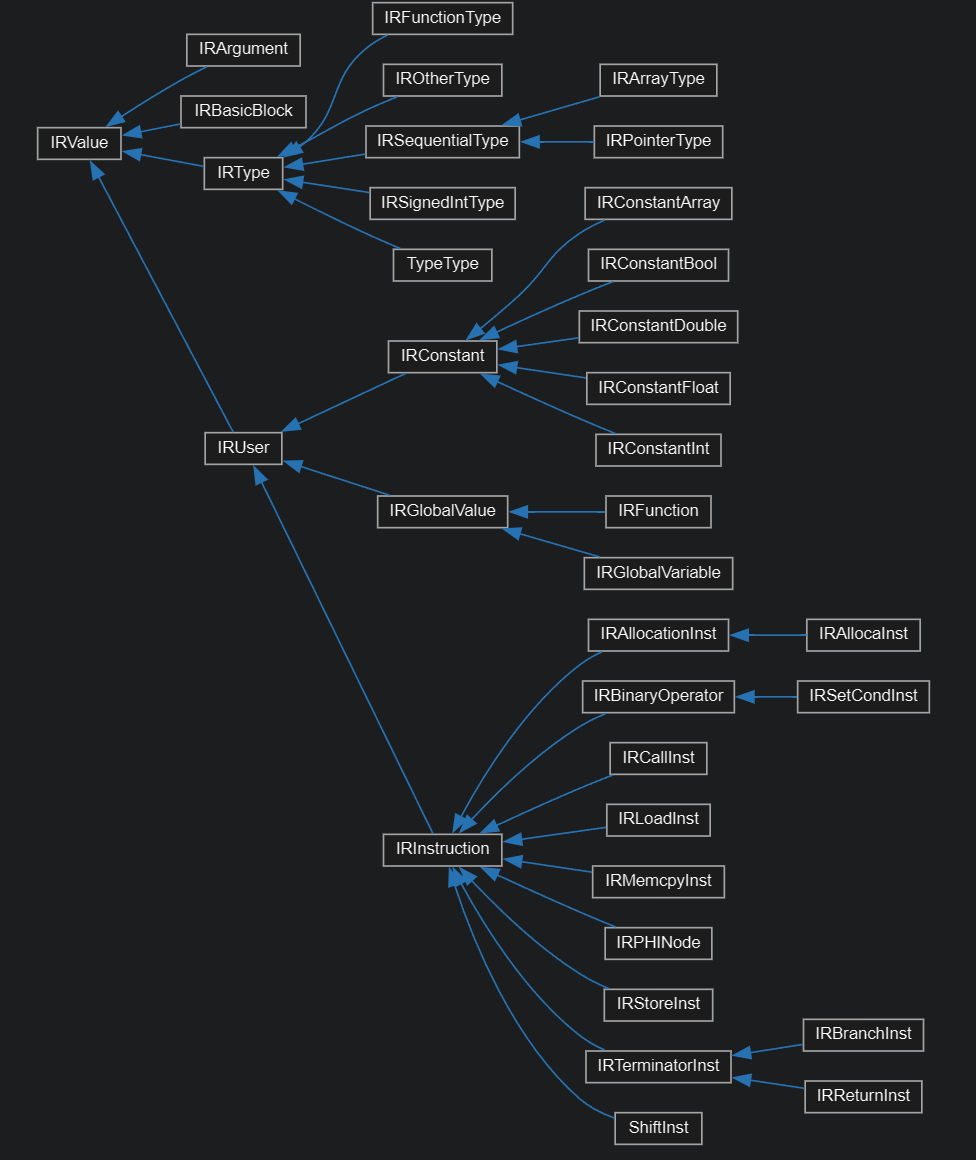 IRFunctionType
IRArgument
IROtherType
IRArrayType
IRBasicBlock
IRValue
IRSequentialType
IRPointerType
IRType
IRSignedIntType
IRConstantArray
TypeType
IRConstantBool
IRConstantDouble
IRConstant
IRConstantFloat
IRUser
IRConstantInt
IRGlobalValue
IRFunction
IRGlobalVariable
IRAllocationInst
IRAllocaInst
IRBinaryOperator
IRSetCondInst
IRCallInst
IRLoadInst
IRInstruction
IRMemcpyInst
IRPHINode
IRStoreInst
IRBranchInst
IRTerminatorInst
IRReturnInst
ShiftInst